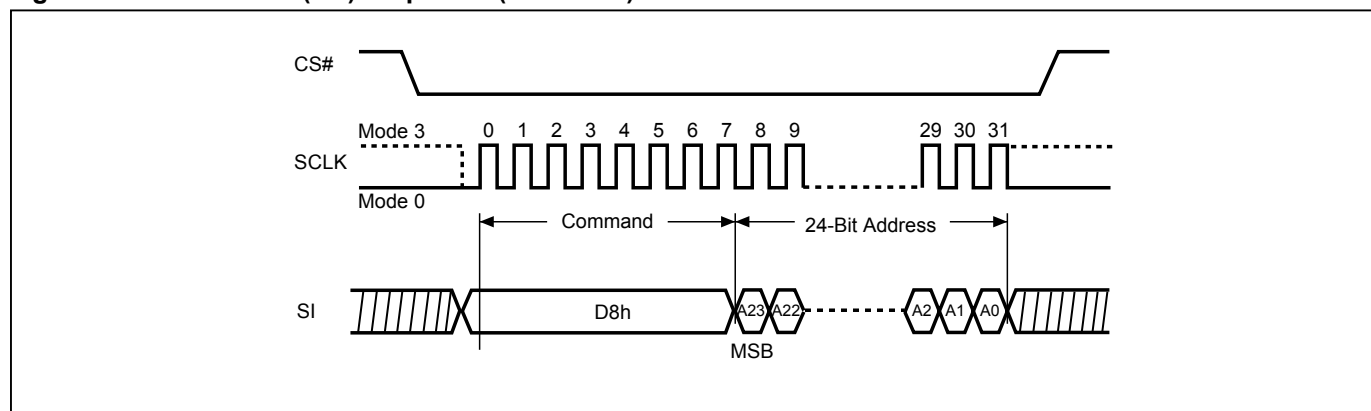 CS#
Mode 3 0 1 2 3 4 5 6 7 8 9 29 30 31
SCLK
Mode 0
Command 24-Bit Address
SI D8h A23 A22 A2 A1 A0
MSB